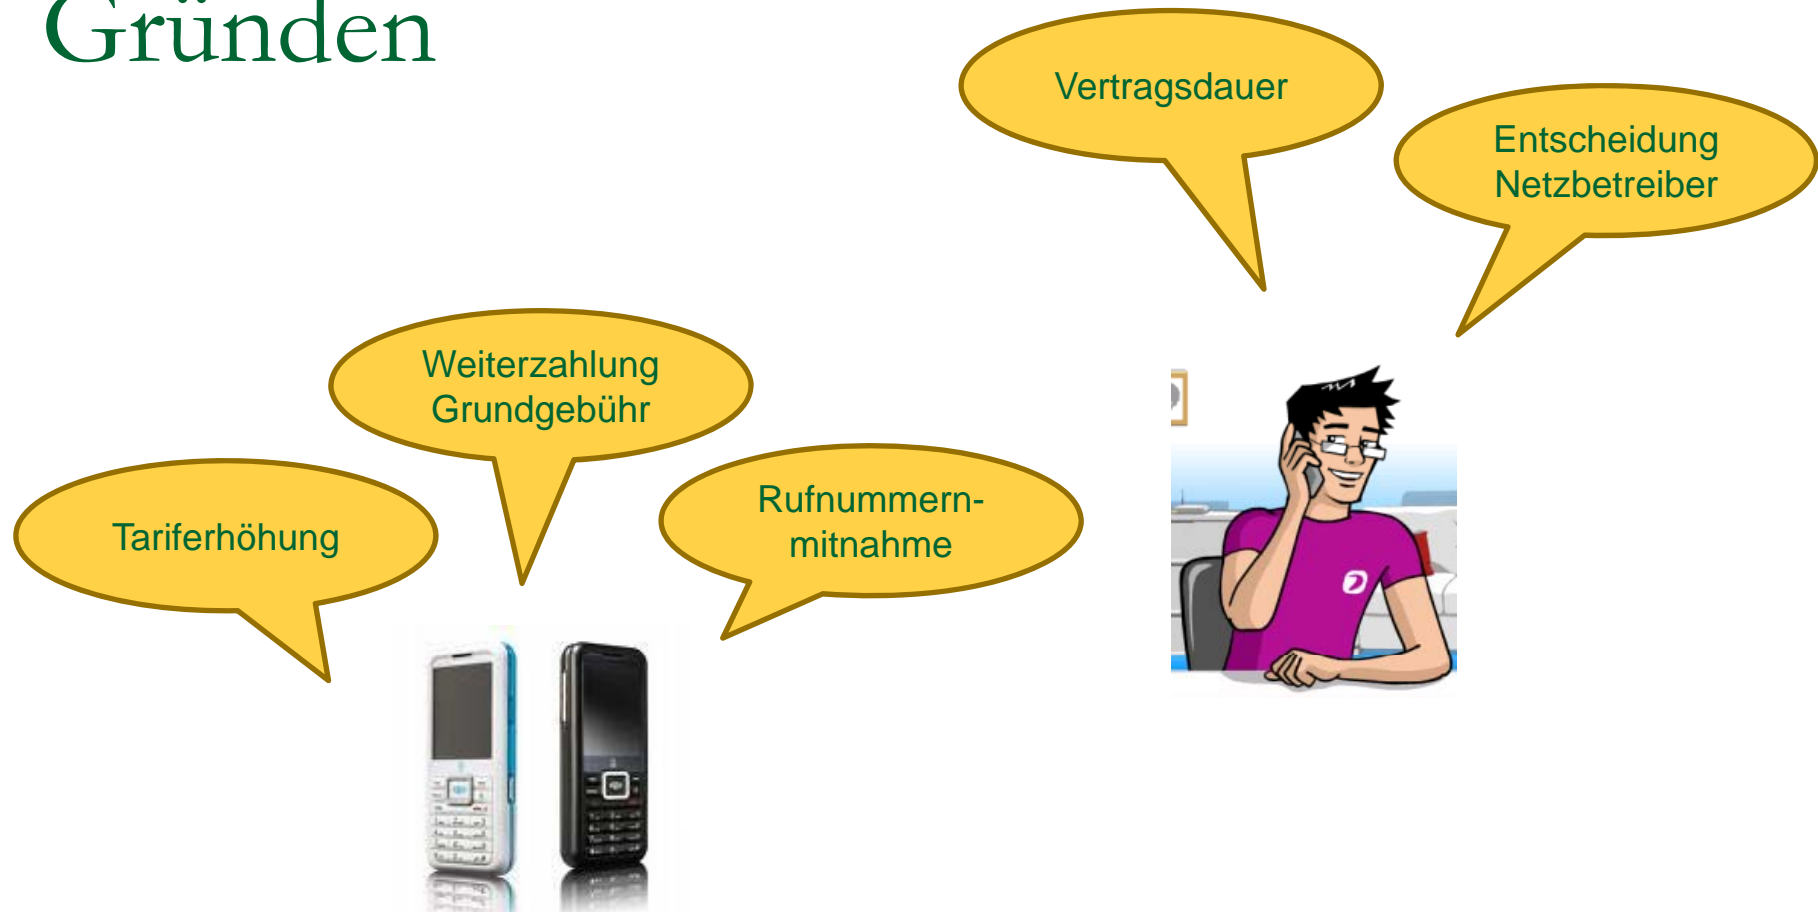 Gründen
Vertragsdauer
Entscheidung
Netzbetreiber
Weiterzahlung
Grundgebühr
Rufnummern-
mitnahme
Tariferhöhung